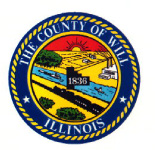 THE COUNTY OF WILL
1836
ILLINOIS